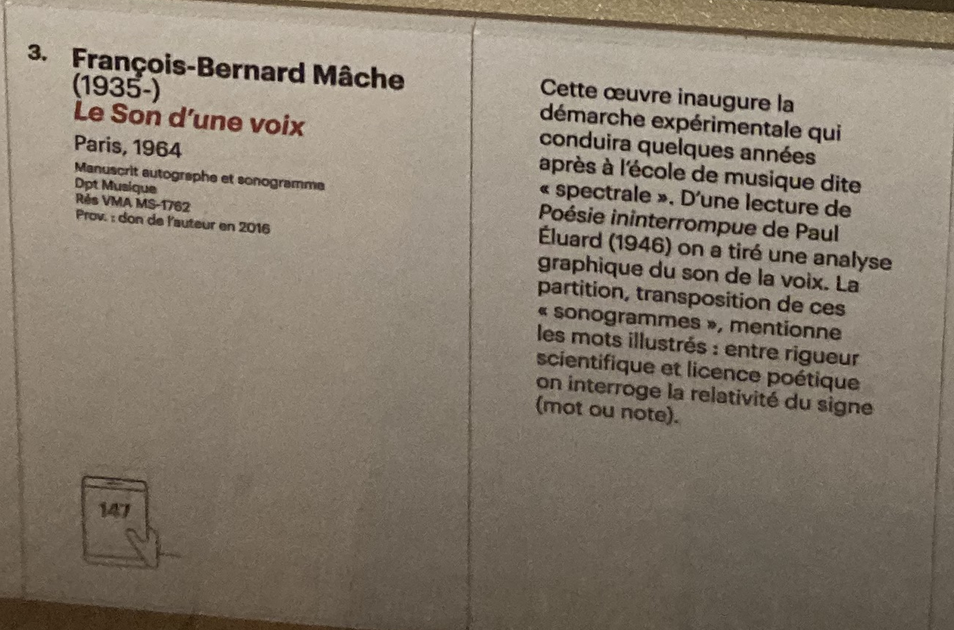 3. François-Bernard Mâche
(1935-)
Le Son d'une voix
Paris, 1964
Manuscrit autographe et sonogramme
Dpt Musique
Rés VMA MS-1762
Prov. : don de l'auteur en 2016
Cette œuvre inaugure la
démarche expérimentale qui
conduira quelques années
après à l'école de musique dite
« spectrale ». D'une lecture de
Poésie ininterrompue de Paul
Éluard (1946) on a tiré une analyse
graphique du son de la voix. La
partition, transposition de ces
« sonogrammes », mentionne
les mots illustrés : entre rigueur
scientifique et licence poétique
on interroge la relativité du signe
(mot ou note).
147